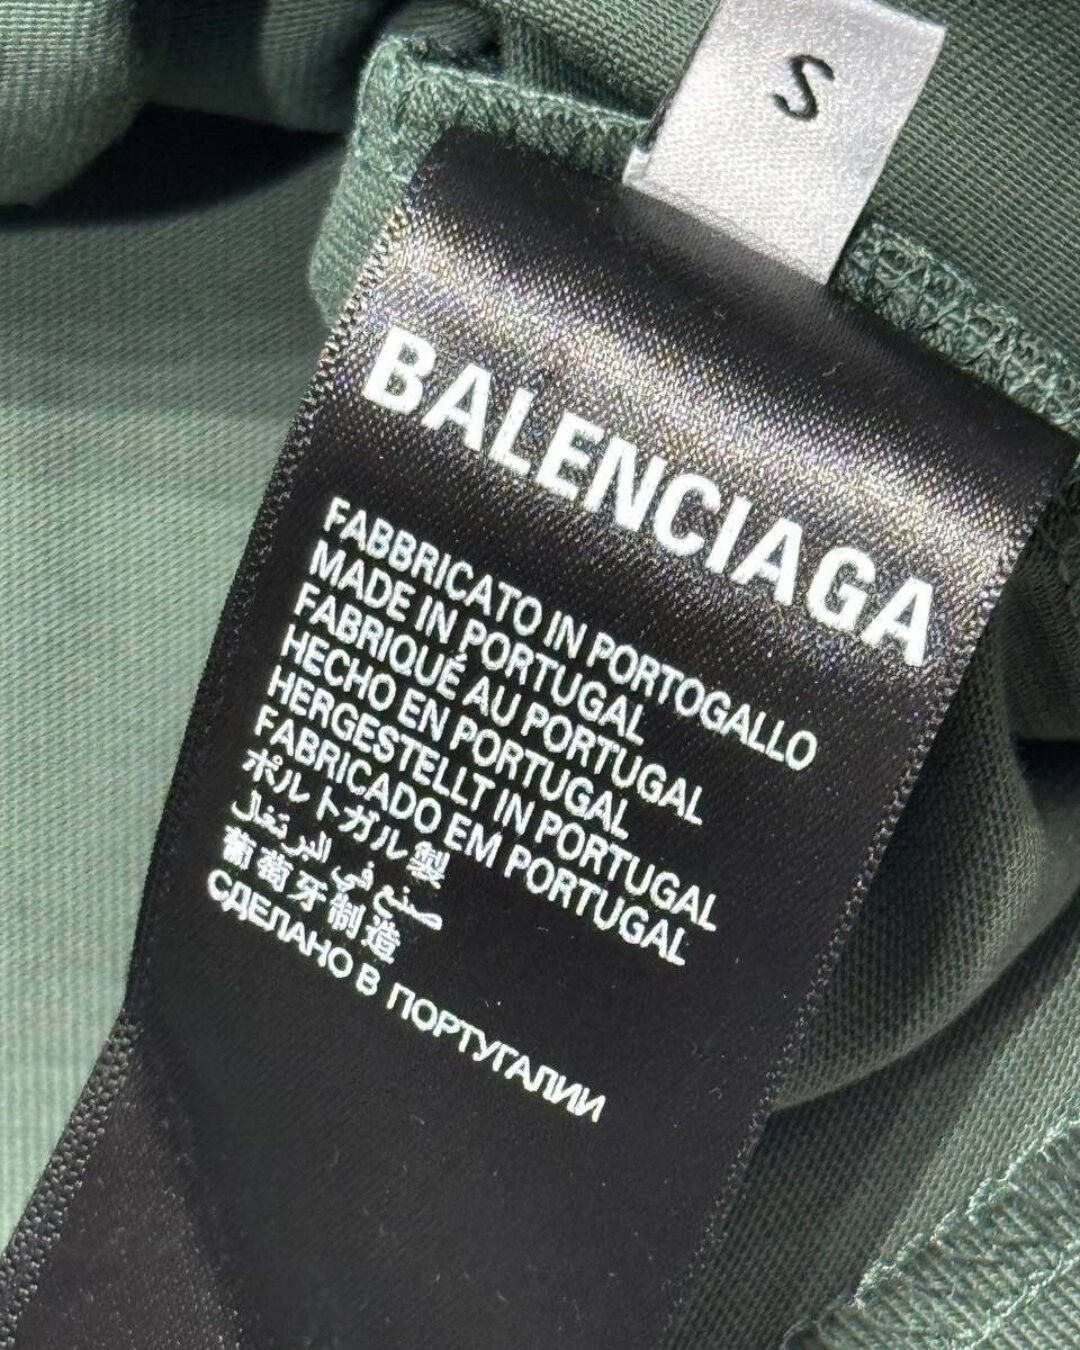 S
BALENCIAGA
FABBRICATO IN PORTOGALLO
MADE IN PORTUGAL
FABRIQUÉ AU PORTUGAL
HECHO EN PORTUGAL
HERGESTELLT IN PORTUGAL
FABRICADO EM PORTUGAL
ポルトガル製
صنع في البرتغال
葡萄牙制造
СДЕЛАНО В ПОРТУГАЛИИ